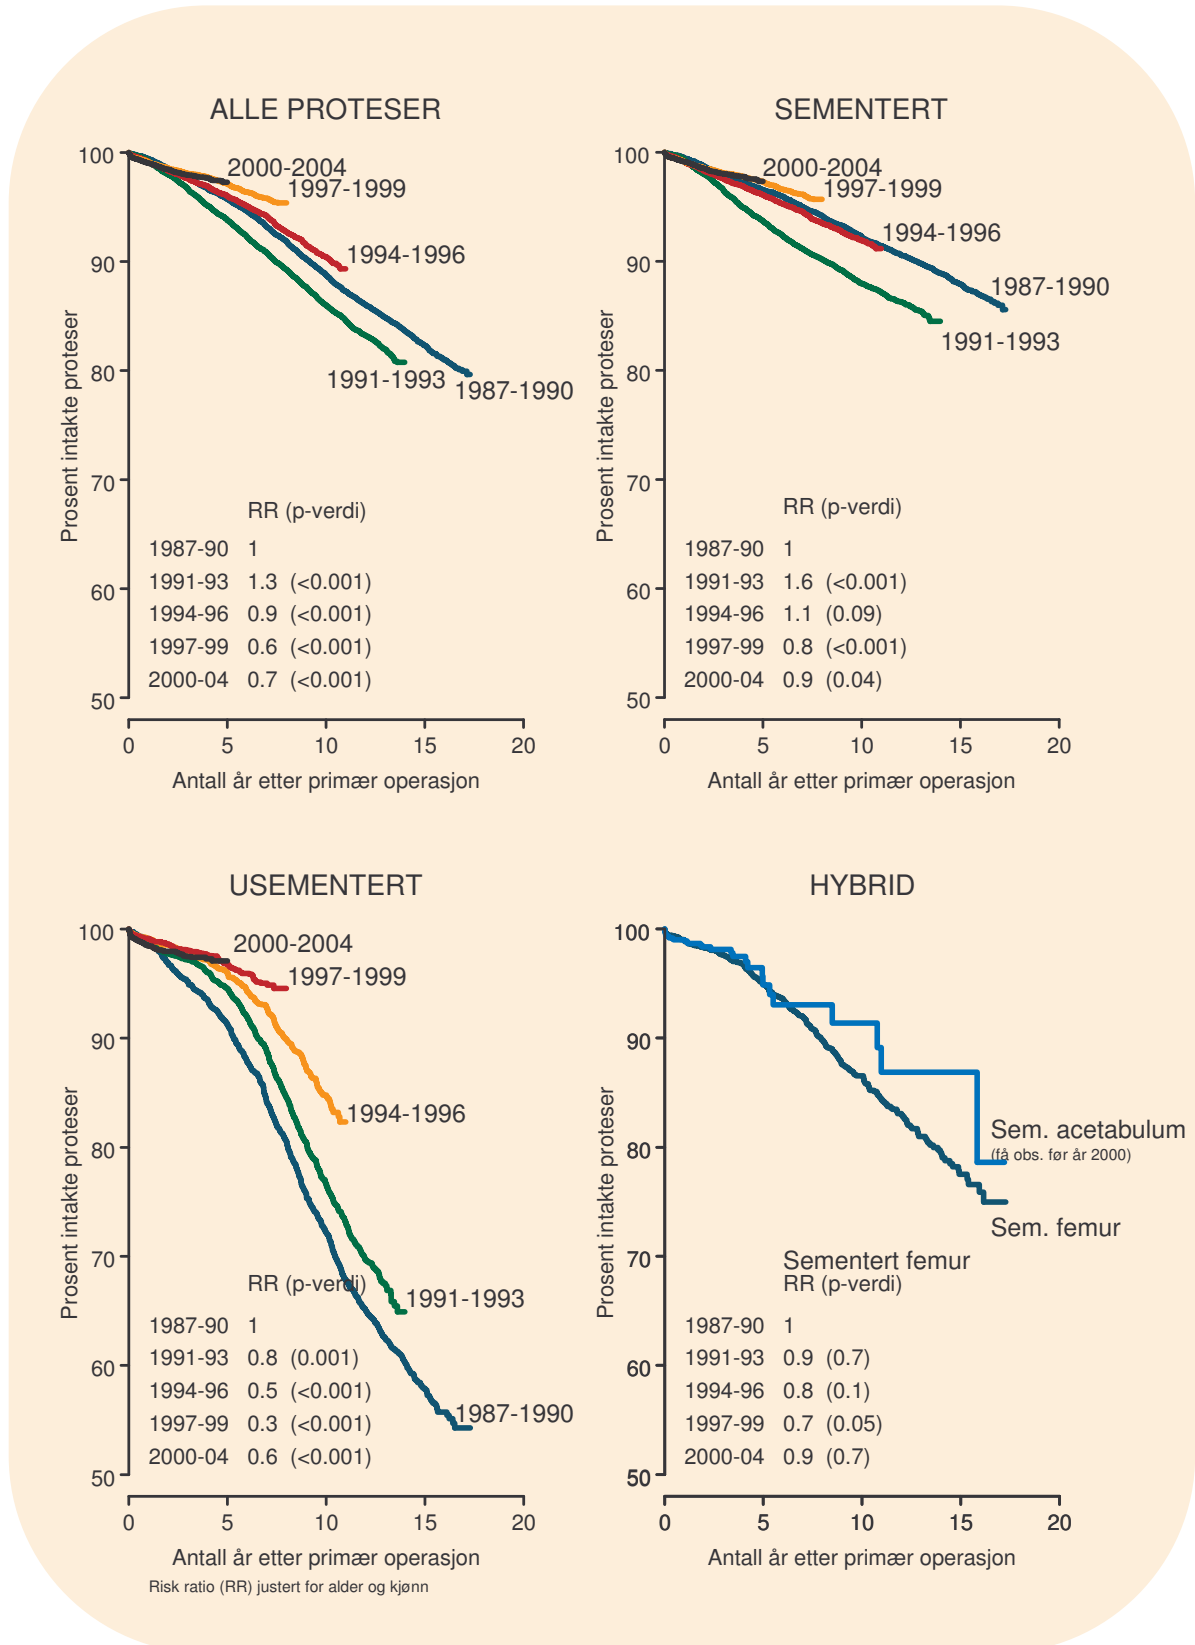 ALLE PROTESER
100
90
80
70
60
50
Prosent intakte proteser
2000-2004
1997-1999
1994-1996
1991-1993
1987-1990
RR (p-verdi)
1987-90 1
1991-93 1.3 (<0.001)
1994-96 0.9 (<0.001)
1997-99 0.6 (<0.001)
2000-04 0.7 (<0.001)
0 5 10 15 20
Antall år etter primær operasjon
SEMENTERT
100
90
80
70
60
50
Prosent intakte proteser
2000-2004
1997-1999
1994-1996
1987-1990
1991-1993
RR (p-verdi)
1987-90 1
1991-93 1.6 (<0.001)
1994-96 1.1 (0.09)
1997-99 0.8 (<0.001)
2000-04 0.9 (0.04)
0 5 10 15 20
Antall år etter primær operasjon
USEMENTERT
100
90
80
70
60
50
Prosent intakte proteser
2000-2004
1997-1999
1994-1996
1991-1993
1987-1990
RR (p-verdi)
1987-90 1
1991-93 0.8 (0.001)
1994-96 0.5 (<0.001)
1997-99 0.3 (<0.001)
2000-04 0.6 (<0.001)
0 5 10 15 20
Antall år etter primær operasjon
Risk ratio (RR) justert for alder og kjønn
HYBRID
100
90
80
70
60
50
Prosent intakte proteser
Sem. acetabulum
(få obs. før år 2000)
Sem. femur
Sementert femur
RR (p-verdi)
1987-90 1
1991-93 0.9 (0.7)
1994-96 0.8 (0.1)
1997-99 0.7 (0.05)
2000-04 0.9 (0.7)
0 5 10 15 20
Antall år etter primær operasjon